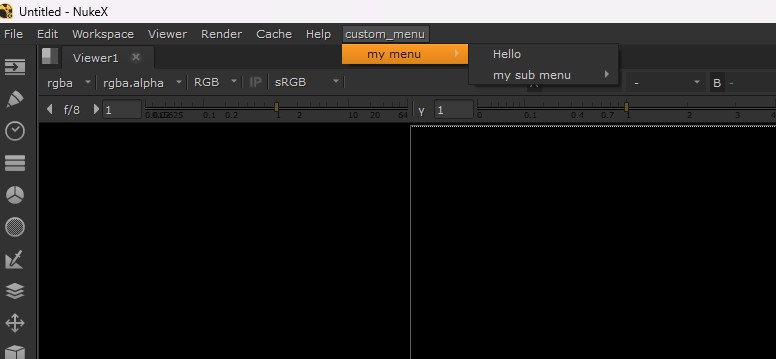 Untitled - NukeX
File Edit Workspace Viewer Render Cache Help custom_menu
my menu
Hello
my sub menu
Viewer1
rgba rgba.alpha RGB IP sRGB - B -
f/8 1 γ 1
0.1 0.2 1 2 10 20 64
0 0.1 0.4 0.7 1 2 3 4